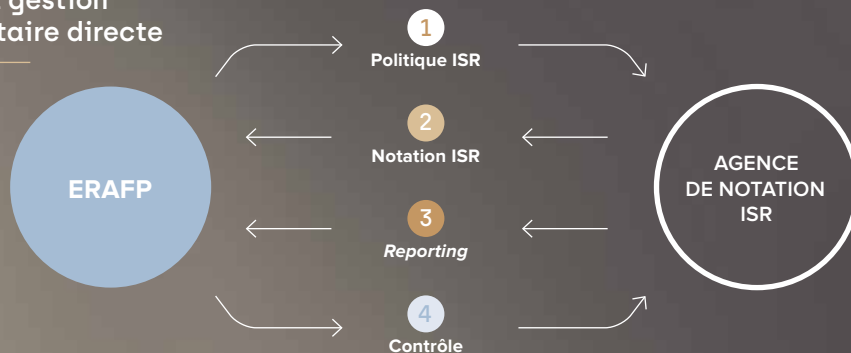 gestion
taire directe
1
Politique ISR
2
Notation ISR
ERAFP
AGENCE
DE NOTATION
ISR
3
Reporting
4
Contrôle